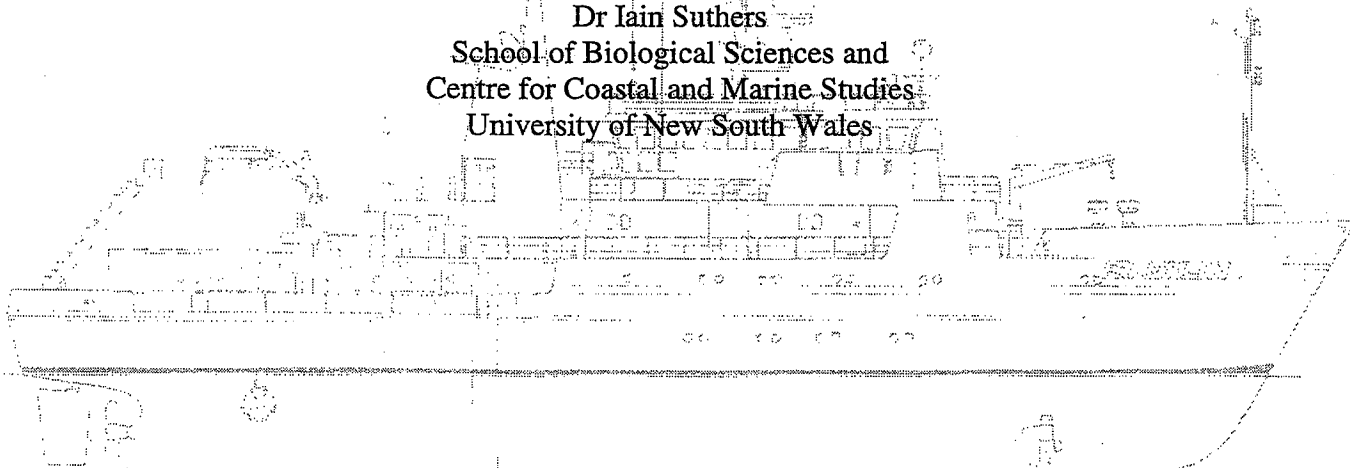 Dr Iain Suthers
School of Biological Sciences and
Centre for Coastal and Marine Studies
University of New South Wales